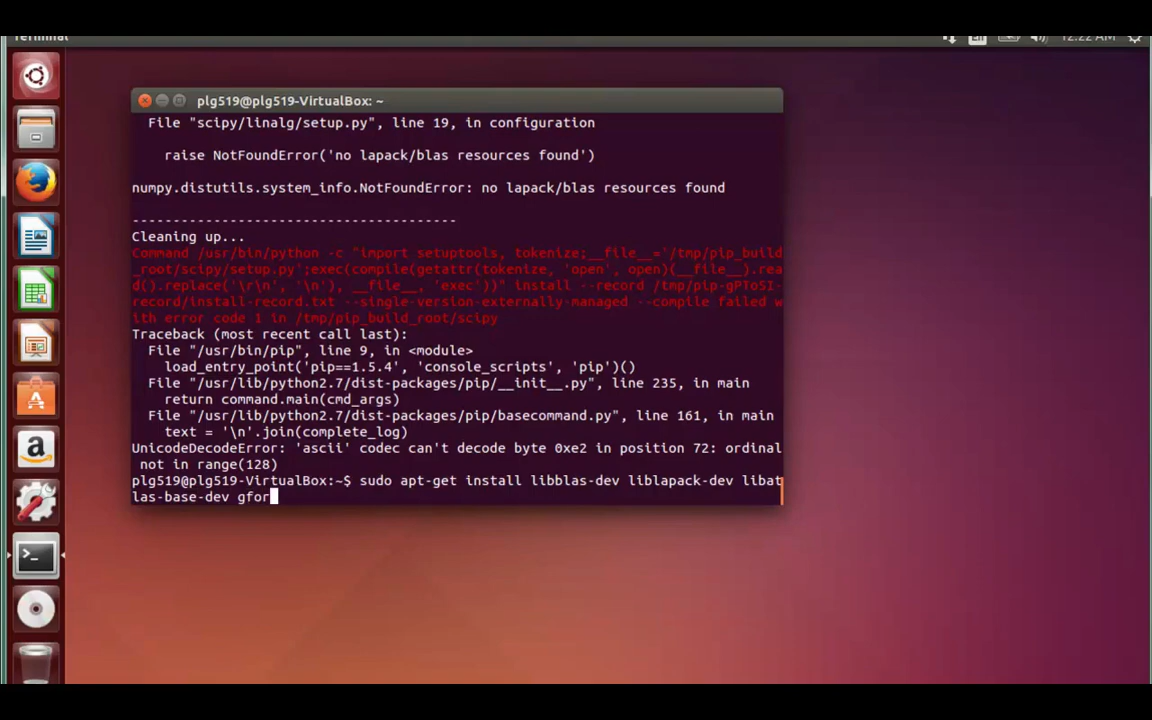 Terminal
12:22 AM
plg519@plg519-VirtualBox: ~
File "scipy/linalg/setup.py", line 19, in configuration
raise NotFoundError('no lapack/blas resources found')
numpy.distutils.system_info.NotFoundError: no lapack/blas resources found
----------------------------------------
Cleaning up...
Command /usr/bin/python -c "import setuptools, tokenize;__file__='/tmp/pip_build
_root/scipy/setup.py';exec(compile(getattr(tokenize, 'open', open)(__file__).rea
d().replace('\r\n', '\n'), __file__, 'exec'))" install --record /tmp/pip-gPToSI-
record/install-record.txt --single-version-externally-managed --compile failed w
ith error code 1 in /tmp/pip_build_root/scipy
Traceback (most recent call last):
File "/usr/bin/pip", line 9, in <module>
load_entry_point('pip==1.5.4', 'console_scripts', 'pip')()
File "/usr/lib/python2.7/dist-packages/pip/__init__.py", line 235, in main
return command.main(cmd_args)
File "/usr/lib/python2.7/dist-packages/pip/basecommand.py", line 161, in main
text = '\n'.join(complete_log)
UnicodeDecodeError: 'ascii' codec can't decode byte 0xe2 in position 72: ordinal
not in range(128)
plg519@plg519-VirtualBox:~$ sudo apt-get install libblas-dev liblapack-dev libat
las-base-dev gfor